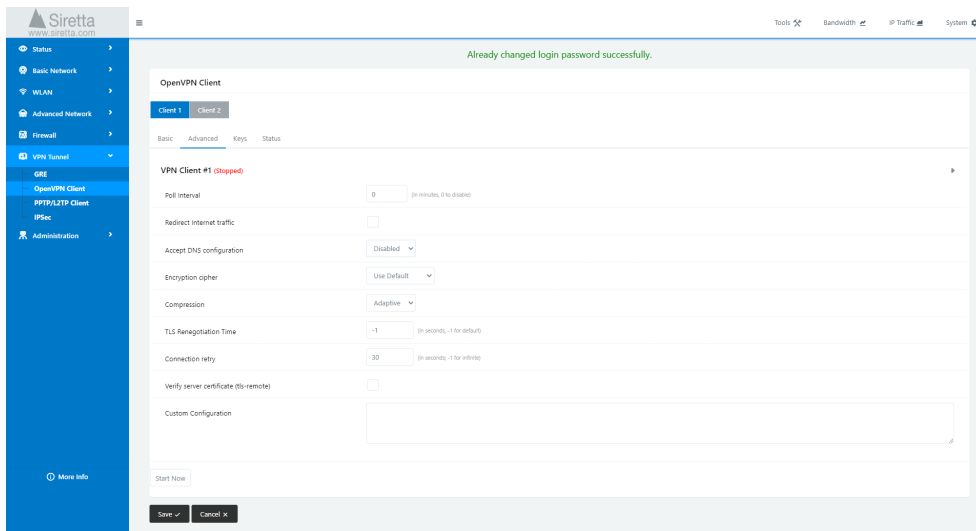 Siretta
www.siretta.com
Tools
Bandwidth
IP Traffic
System
Status
Basic Network
WLAN
Advanced Network
Firewall
VPN Tunnel
GRE
OpenVPN Client
PPTP/L2TP Client
IPSec
Administration
More Info
Already changed login password successfully.
OpenVPN Client
Client 1 Client 2
Basic Advanced Keys Status
VPN Client #1 (Stopped)
Poll Interval 0 (in minutes, 0 to disable)
Redirect Internet traffic
Accept DNS configuration Disabled
Encryption cipher Use Default
Compression Adaptive
TLS Renegotiation Time -1 (in seconds, -1 for default)
Connection retry 30 (in seconds; -1 for infinite)
Verify server certificate (tls-remote)
Custom Configuration
Start Now
Save Cancel